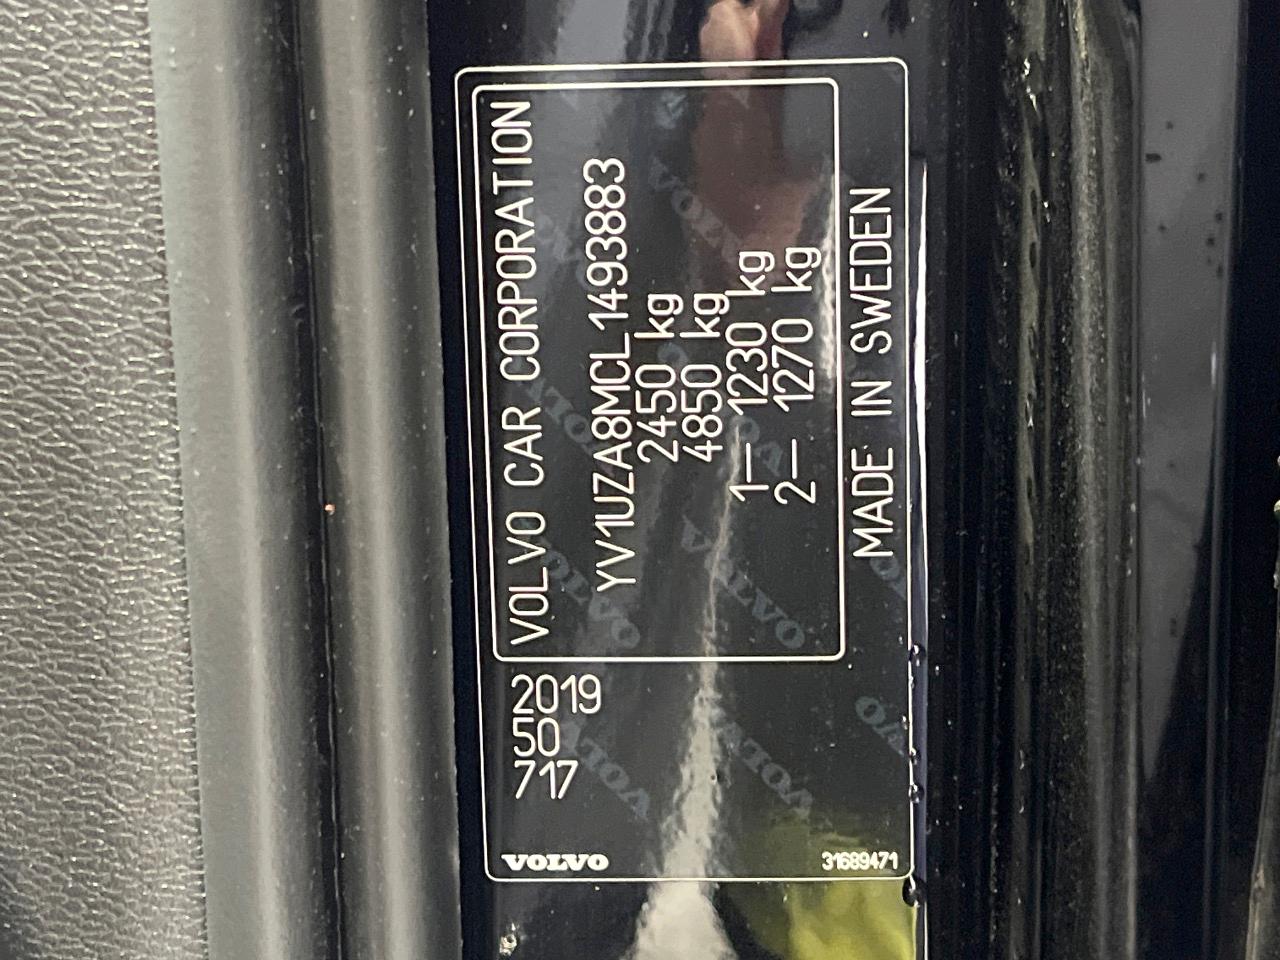 VOLVO CAR CORPORATION
YV1UZA8MCL1493883
2450 kg
4850 kg
1– 1230 kg
2– 1270 kg
MADE IN SWEDEN
2019
50
717
VOLVO
31689471